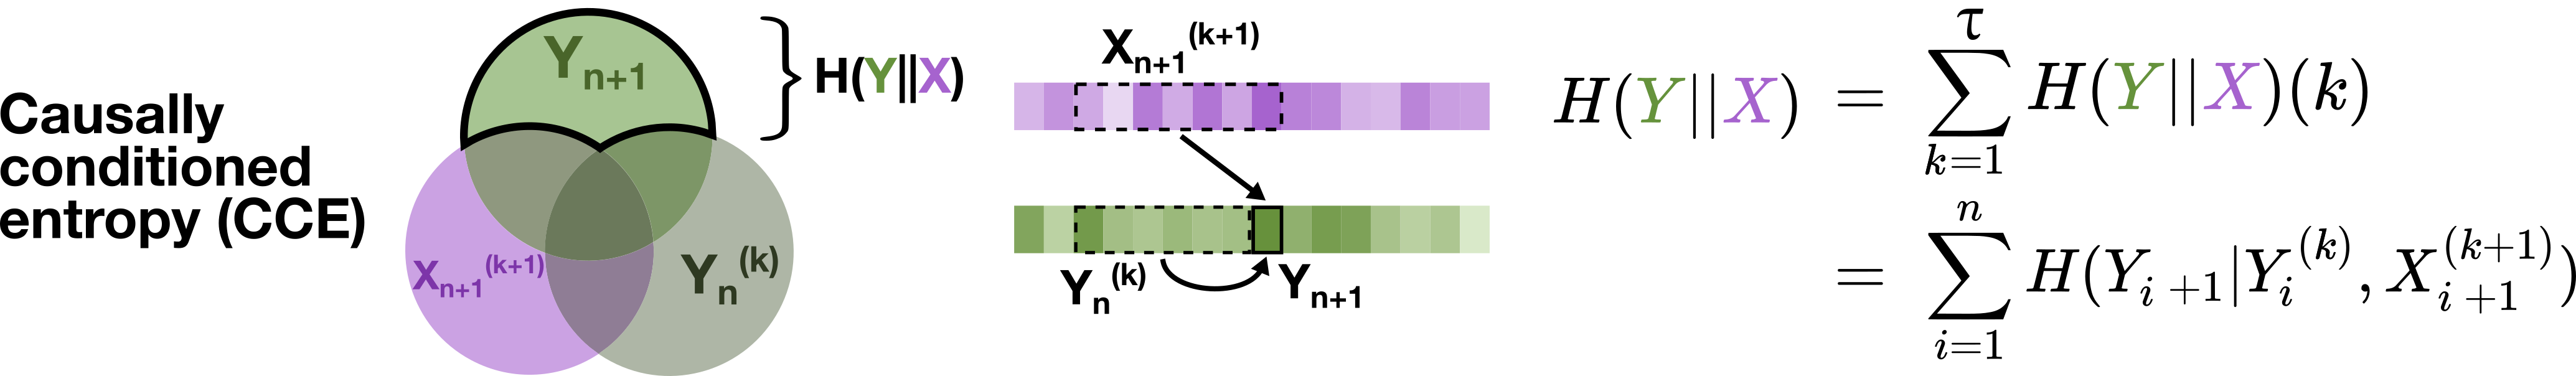 Causally
conditioned
entropy (CCE)
Y_{n+1}
X_{n+1}^{(k+1)}
Y_n^{(k)}
H(Y||X)
X_{n+1}^{(k+1)}
Y_n^{(k)}
Y_{n+1}
H(Y||X) = \sum_{k=1}^{τ} H(Y||X)(k)
= \sum_{i=1}^{n} H(Y_{i+1}|Y_i^{(k)}, X_{i+1}^{(k+1)})